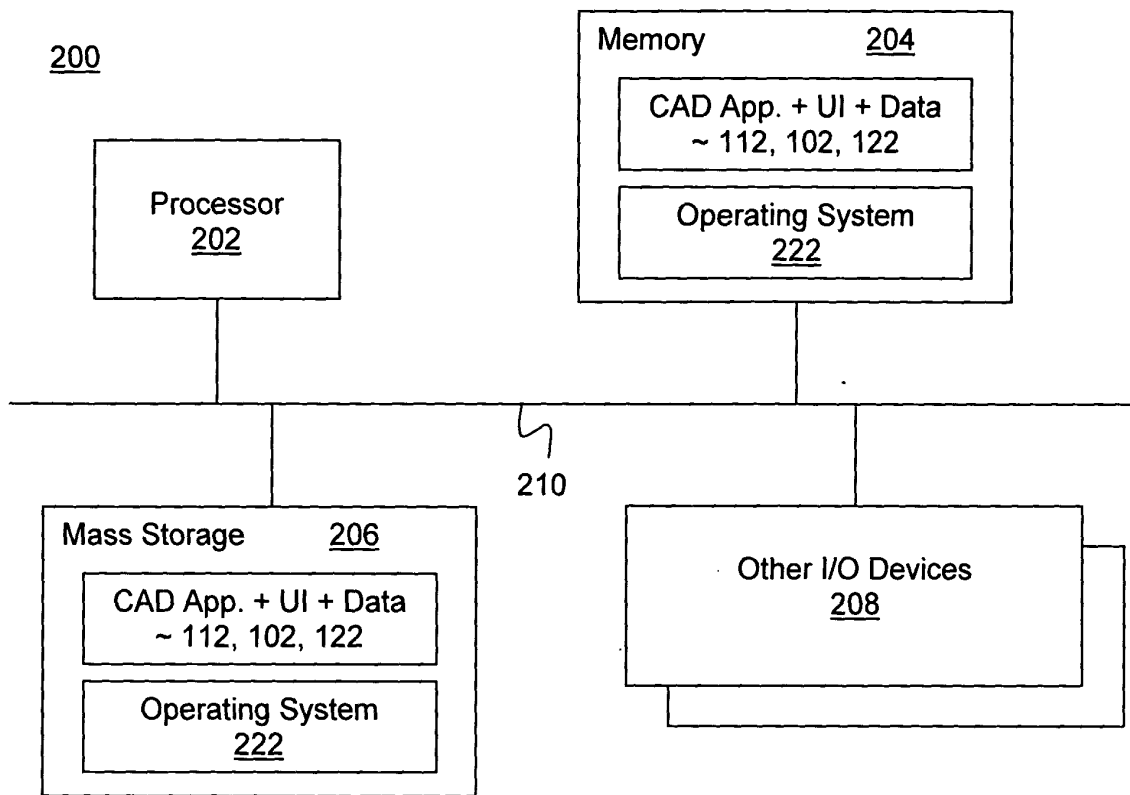 200
Memory 204
CAD App. + UI + Data
~ 112, 102, 122
Operating System
222
Processor
202
210
Mass Storage 206
CAD App. + UI + Data
~ 112, 102, 122
Operating System
222
Other I/O Devices
208